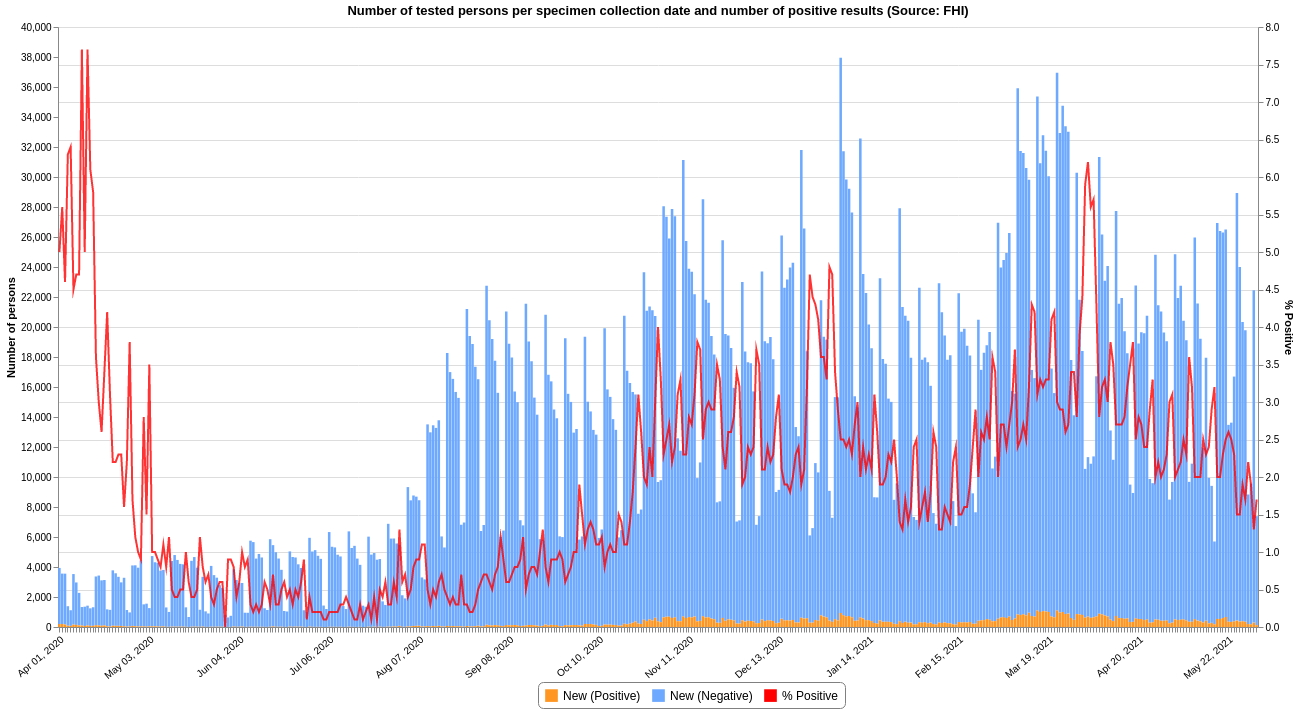 Number of tested persons per specimen collection date and number of positive results (Source: FHI)
40,000
38,000
36,000
34,000
32,000
30,000
28,000
26,000
24,000
22,000
20,000
18,000
16,000
14,000
12,000
10,000
8,000
6,000
4,000
2,000
0
Number of persons
8.0
7.5
7.0
6.5
6.0
5.5
5.0
4.5
4.0
3.5
3.0
2.5
2.0
1.5
1.0
0.5
0.0
% Positive
Apr 01, 2020
May 03, 2020
Jun 04, 2020
Jul 06, 2020
Aug 07, 2020
Sep 08, 2020
Oct 10, 2020
Nov 11, 2020
Dec 13, 2020
Jan 14, 2021
Feb 15, 2021
Mar 19, 2021
Apr 20, 2021
May 22, 2021
New (Positive) New (Negative) % Positive